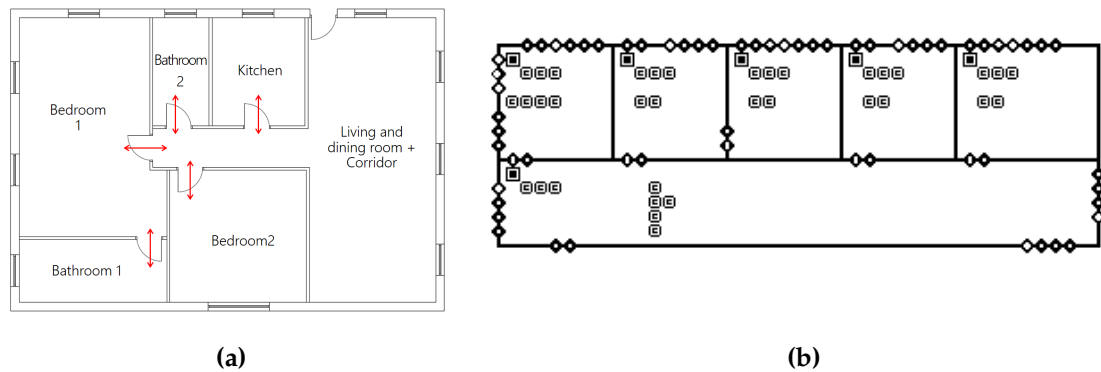 Bathroom
2
Kitchen
Bedroom
1
Living and
dining room +
Corridor
Bedroom2
Bathroom 1
C C C
C C C
C C C
C C C
C C C
C C C C
C C
C C
C C
C C
C C C
C
C C
C
C
(a)
(b)